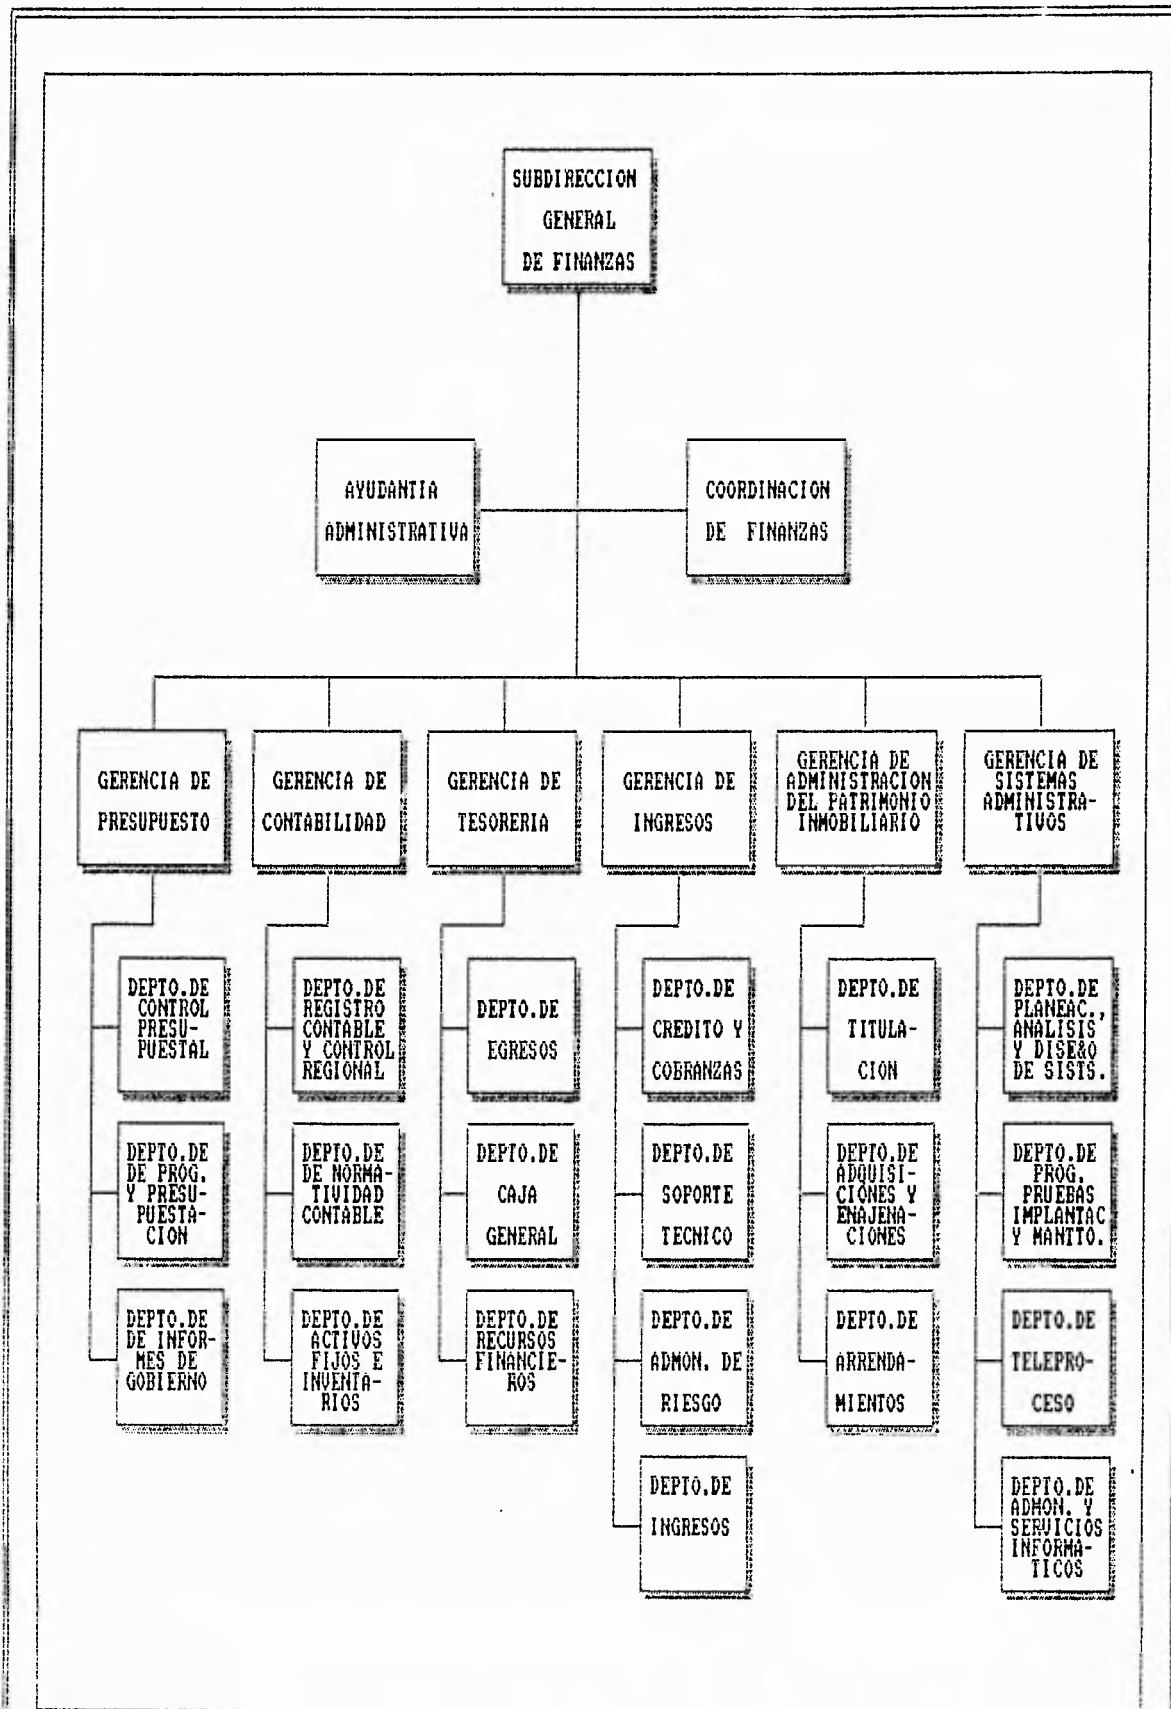 SUBDIRECCION
GENERAL
DE FINANZAS
AYUDANTIA
ADMINISTRATIVA
COORDINACION
DE FINANZAS
GERENCIA DE
PRESUPUESTO
GERENCIA DE
CONTABILIDAD
GERENCIA DE
TESORERIA
GERENCIA DE
INGRESOS
GERENCIA DE
ADMINISTRACION
DEL PATRIMONIO
INMOBILIARIO
GERENCIA DE
SISTEMAS
ADMINISTRA-
TIVOS
DEPTO.DE
CONTROL
PRESU-
PUESTAL
DEPTO.DE
REGISTRO
CONTABLE
Y CONTROL
REGIONAL
DEPTO.DE
EGRESOS
DEPTO.DE
CREDITO Y
COBRANZAS
DEPTO.DE
TITULA-
CION
DEPTO.DE
PLANEAC.,
ANALISIS
Y DISE&O
DE SISTS.
DEPTO.DE
DE PROG.
Y PRESU-
PUESTA-
CION
DEPTO.DE
DE NORMA-
TIVIDAD
CONTABLE
DEPTO.DE
CAJA
GENERAL
DEPTO.DE
SOPORTE
TECNICO
DEPTO.DE
ADQUISI-
CIONES Y
ENAJENA-
CIONES
DEPTO.DE
PROG.
PRUEBAS
IMPLANTAC
Y MANTTO.
DEPTO.DE
DE INFOR-
MES DE
GOBIERNO
DEPTO.DE
ACTIVOS
FIJOS E
INVENTA-
RIOS
DEPTO.DE
RECURSOS
FINANCIE-
ROS
DEPTO.DE
ADMON. DE
RIESGO
DEPTO.DE
ARRENDA-
MIENTOS
DEPTO.DE
TELEPRO-
CESO
DEPTO.DE
INGRESOS
DEPTO.DE
ADMON. Y
SERVICIOS
INFORMA-
TICOS